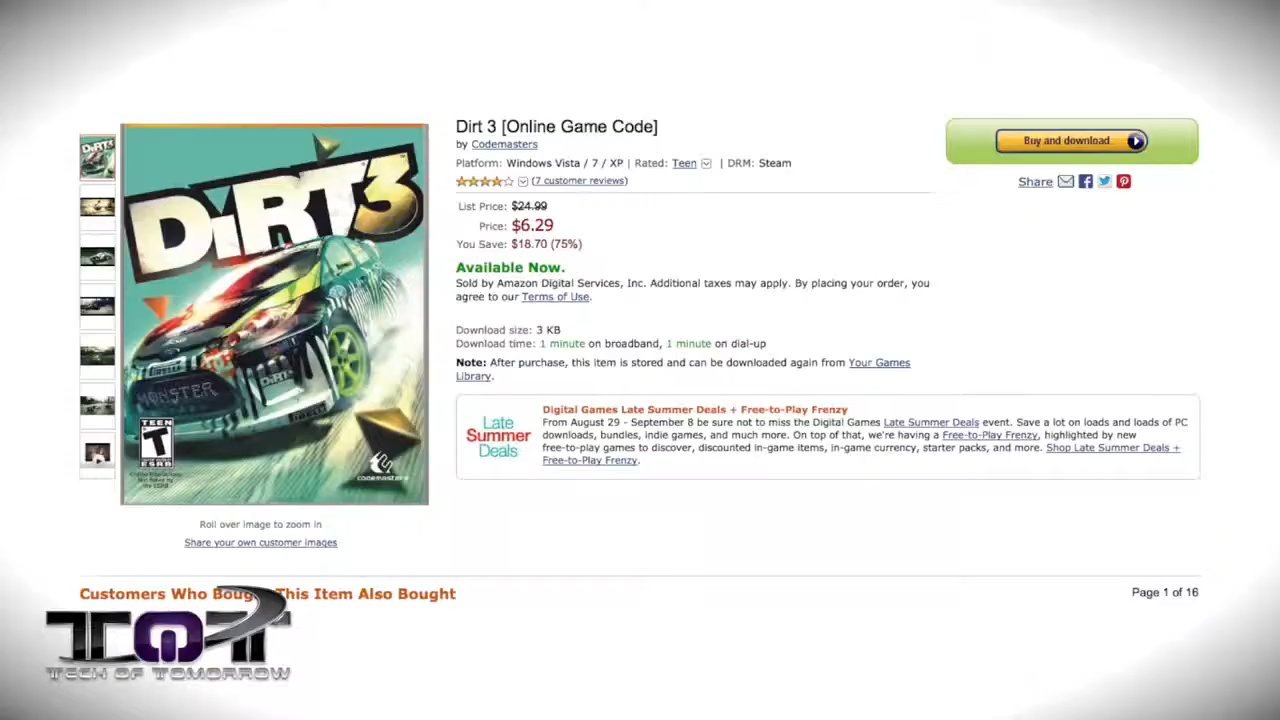 Dirt 3 [Online Game Code]
by Codemasters
Platform: Windows Vista / 7 / XP | Rated: Teen | DRM: Steam
(7 customer reviews)
List Price: $24.99
Price: $6.29
You Save: $18.70 (75%)
Available Now.
Sold by Amazon Digital Services, Inc. Additional taxes may apply. By placing your order, you
agree to our Terms of Use.
Download size: 3 KB
Download time: 1 minute on broadband, 1 minute on dial-up
Note: After purchase, this item is stored and can be downloaded again from Your Games
Library.
Late
Summer
Deals
Digital Games Late Summer Deals + Free-to-Play Frenzy
From August 29 - September 8 be sure not to miss the Digital Games Late Summer Deals event. Save a lot on loads and loads of PC
downloads, bundles, indie games, and much more. On top of that, we're having a Free-to-Play Frenzy, highlighted by new
free-to-play games to discover, discounted in-game items, in-game currency, starter packs, and more. Shop Late Summer Deals +
Free-to-Play Frenzy.
Buy and download
Share
DiRT3
MONSTER
DiRT
TEEN
T
ESRB
codemasters
Roll over image to zoom in
Share your own customer images
Customers Who Boug This Item Also Bought
Page 1 of 16
TOT
TECH OF TOMORROW